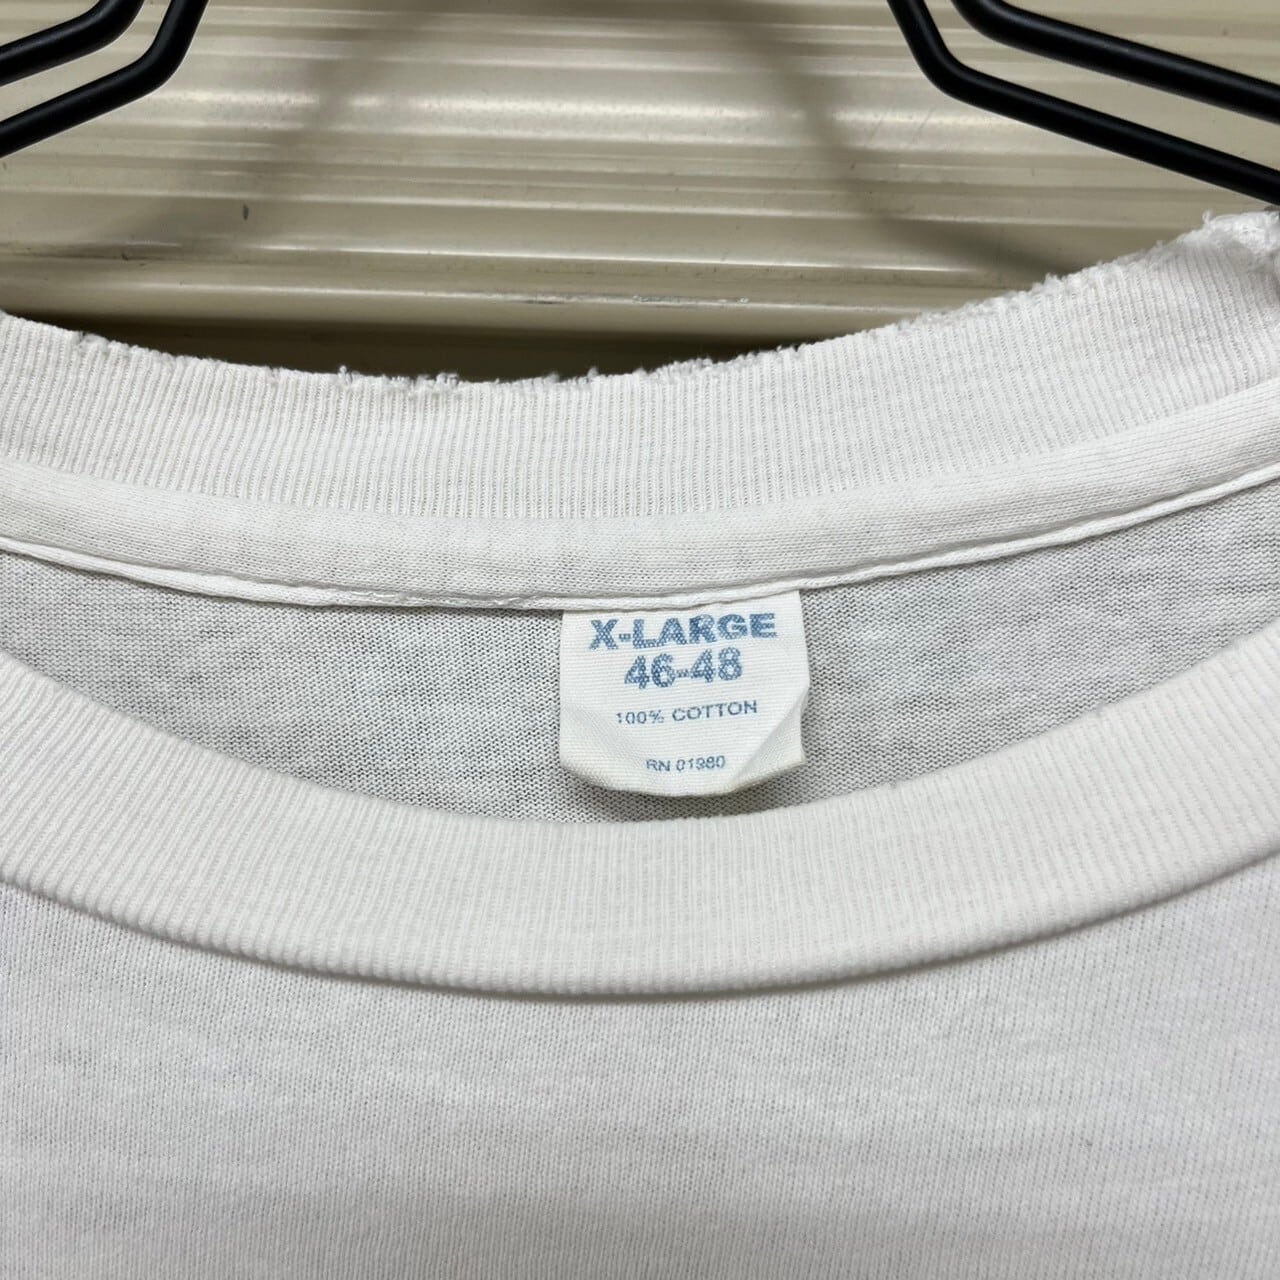 X-LARGE
46-48
100% COTTON
RN 01980